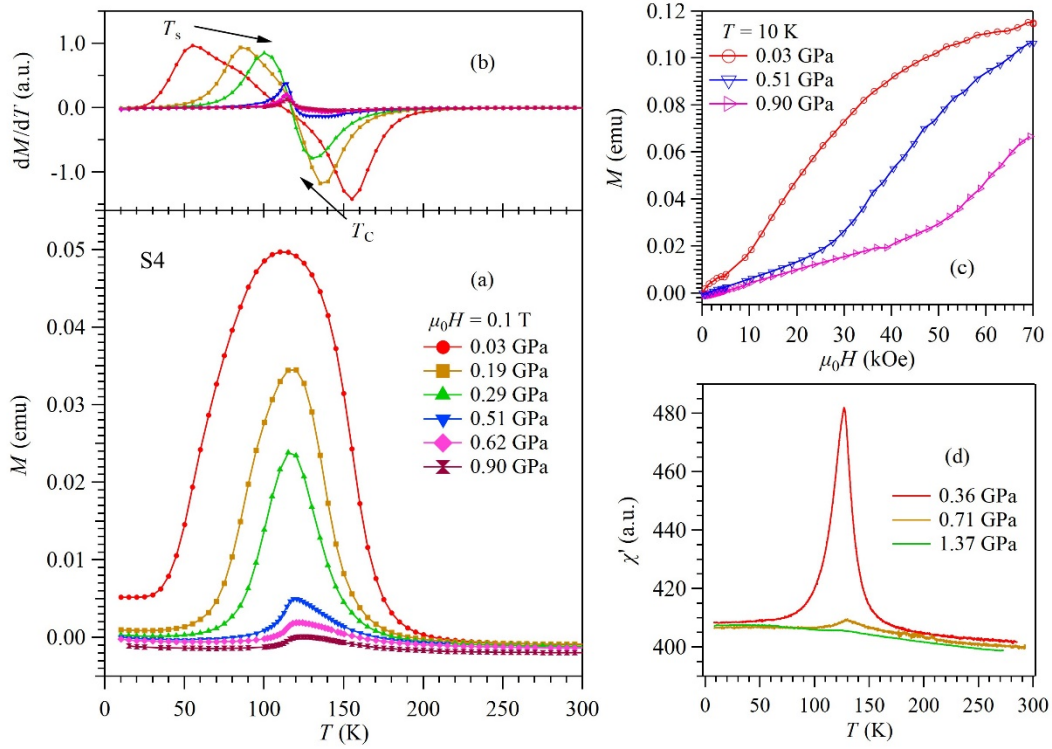 1.0
0.0
-1.0
dM/dT (a.u.)
Ts
(b)
TC
S4
(a)
μ0H = 0.1 T
0.03 GPa
0.19 GPa
0.29 GPa
0.51 GPa
0.62 GPa
0.90 GPa
0.05
0.04
0.03
0.02
0.01
0.00
M (emu)
0 50 100 150 200 250 300
T (K)
0.12
0.10
0.08
0.06
0.04
0.02
0.00
M (emu)
T = 10 K
0.03 GPa
0.51 GPa
0.90 GPa
(c)
0 10 20 30 40 50 60 70
μ0H (kOe)
480
460
440
420
400
χ' (a.u.)
(d)
0.36 GPa
0.71 GPa
1.37 GPa
0 50 100 150 200 250 300
T (K)